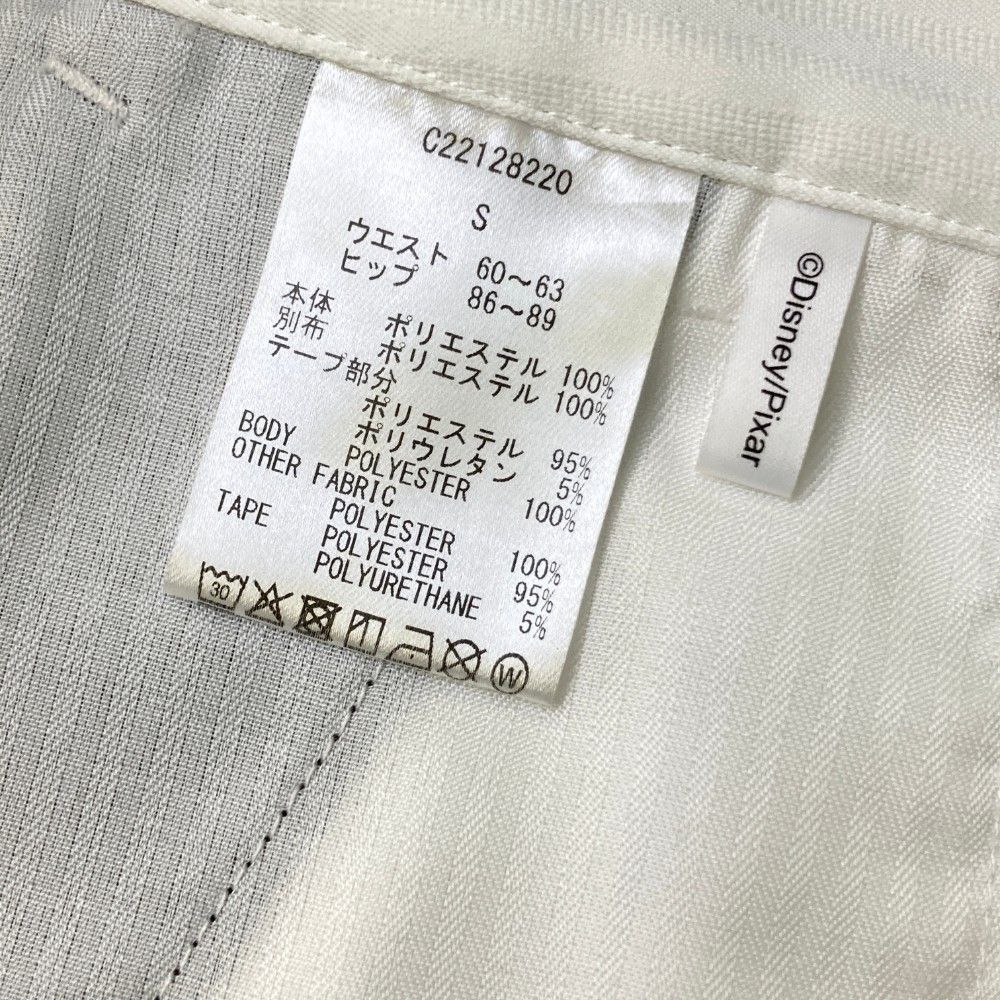 C22128220
S
ウエスト 60～63
ヒップ 86～89
本体 ポリエステル 100%
別布 ポリエステル 100%
テープ部分
ポリエステル 95%
ポリウレタン 5%
BODY POLYESTER 100%
OTHER FABRIC
POLYESTER 100%
TAPE POLYESTER 95%
POLYURETHANE 5%
30
W
©Disney/Pixar